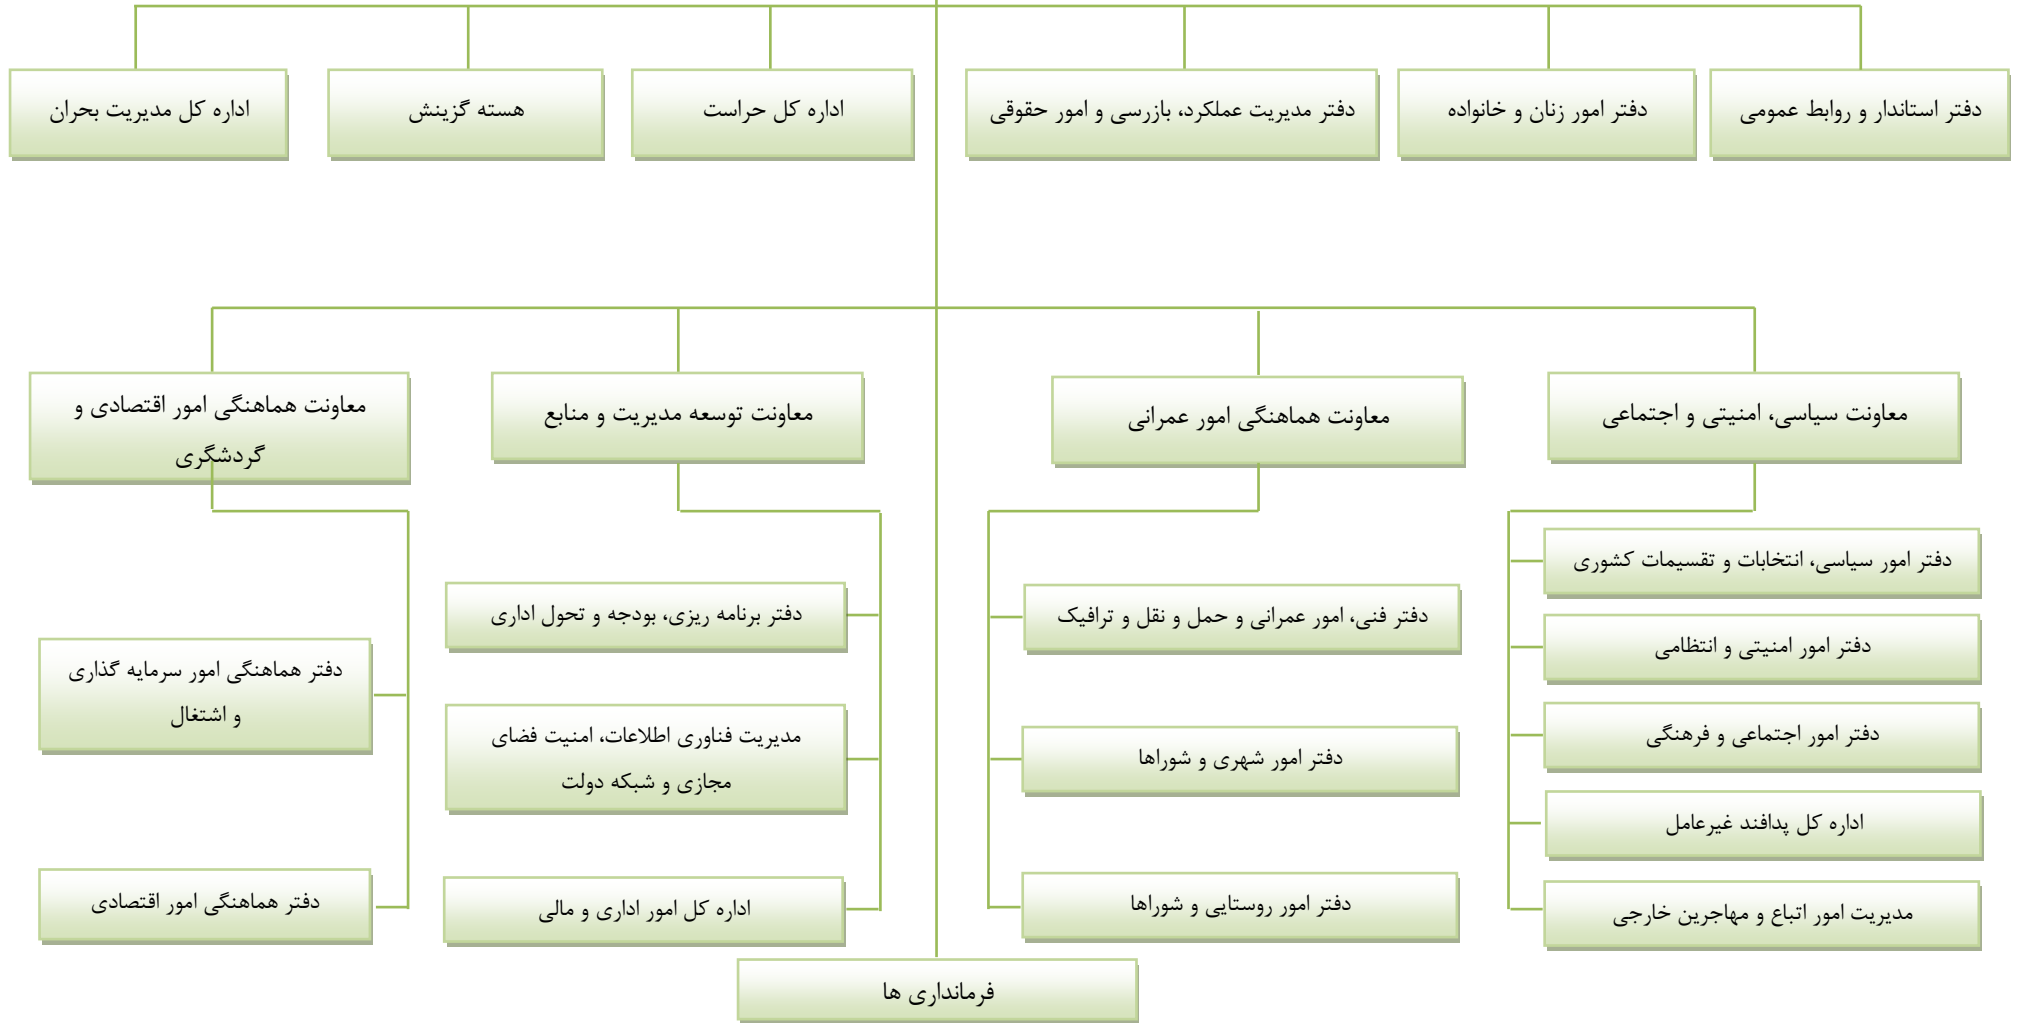 دفتر استاندار و روابط عمومی
دفتر امور زنان و خانواده
دفتر مدیریت عملکرد، بازرسی و امور حقوقی
اداره کل حراست
هسته گزینش
اداره کل مدیریت بحران
معاونت سیاسی، امنیتی و اجتماعی
معاونت هماهنگی امور عمرانی
معاونت توسعه مدیریت و منابع
معاونت هماهنگی امور اقتصادی و
گردشگری
دفتر امور سیاسی، انتخابات و تقسیمات کشوری
دفتر امور امنیتی و انتظامی
دفتر امور اجتماعی و فرهنگی
اداره کل پدافند غیرعامل
مدیریت امور اتباع و مهاجرین خارجی
دفتر فنی، امور عمرانی و حمل و نقل و ترافیک
دفتر امور شهری و شوراها
دفتر امور روستایی و شوراها
دفتر برنامه ریزی، بودجه و تحول اداری
مدیریت فناوری اطلاعات، امنیت فضای
مجازی و شبکه دولت
اداره کل امور اداری و مالی
دفتر هماهنگی امور سرمایه گذاری
و اشتغال
دفتر هماهنگی امور اقتصادی
فرمانداری ها